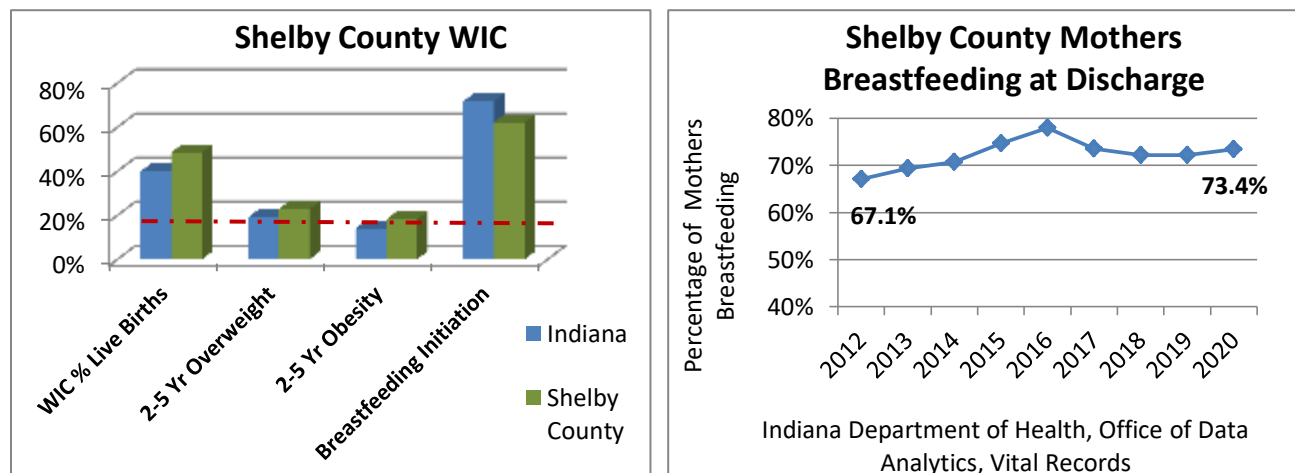 Shelby County WIC
80%
60%
40%
20%
0%
WIC % Live Births
2-5 Yr Overweight
2-5 Yr Obesity
Breastfeeding Initiation
Indiana
Shelby
County
Shelby County Mothers
Breastfeeding at Discharge
Percentage of Mothers
Breastfeeding
80%
70%
60%
50%
40%
67.1%
73.4%
2012
2013
2014
2015
2016
2017
2018
2019
2020
Indiana Department of Health, Office of Data
Analytics, Vital Records